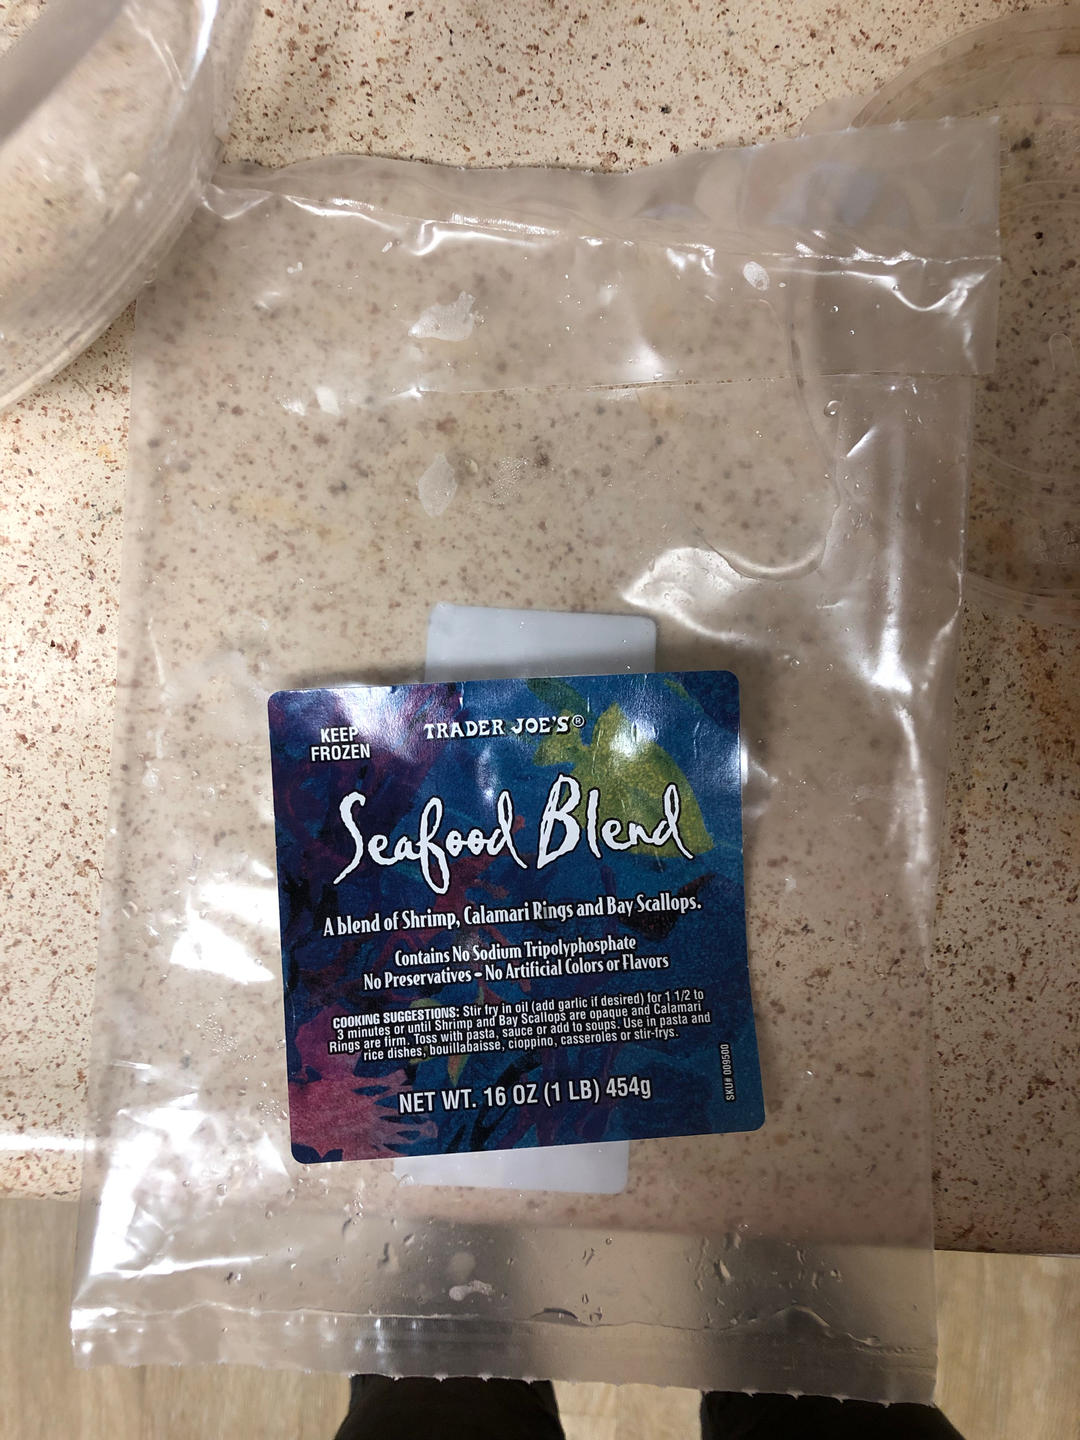 KEEP
FROZEN
TRADER JOE'S®
Seafood Blend
A blend of Shrimp, Calamari Rings and Bay Scallops.
Contains No Sodium Tripolyphosphate
No Preservatives - No Artificial Colors or Flavors
COOKING SUGGESTIONS: Stir fry in oil (add garlic if desired) for 1 1/2 to
3 minutes or until Shrimp and Bay Scallops are opaque and Calamari
Rings are firm. Toss with pasta, sauce or add to soups. Use in pasta and
rice dishes, bouillabaisse, cioppino, casseroles or stir-frys.
NET WT. 16 OZ (1 LB) 454g
SKU# 009500